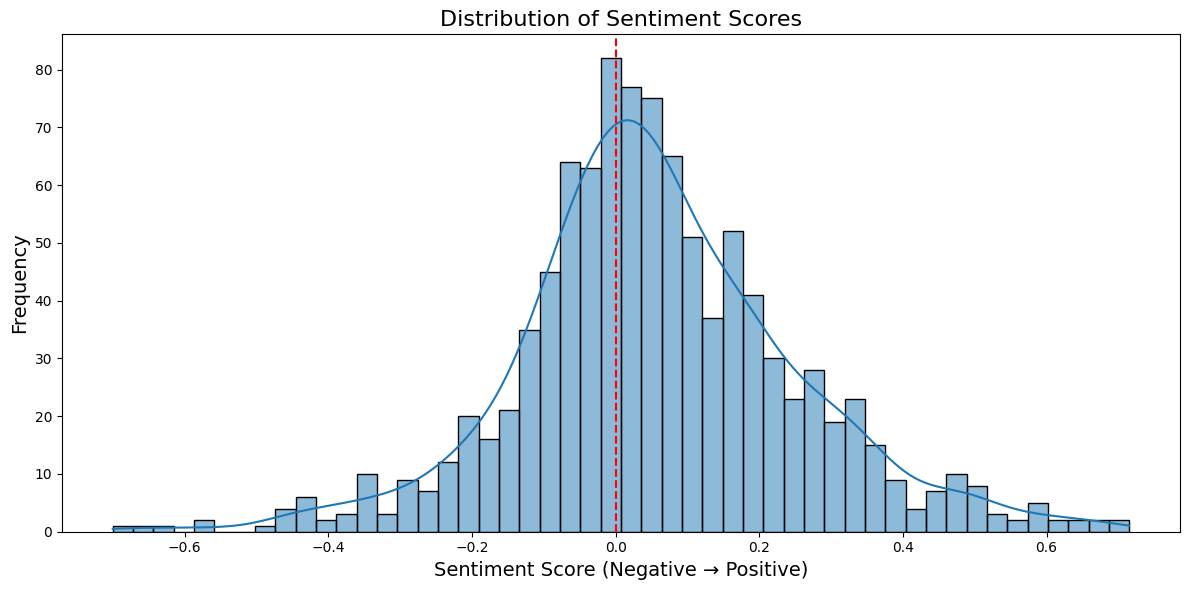 Distribution of Sentiment Scores
Frequency
80
70
60
50
40
30
20
10
0
−0.6 −0.4 −0.2 0.0 0.2 0.4 0.6
Sentiment Score (Negative → Positive)